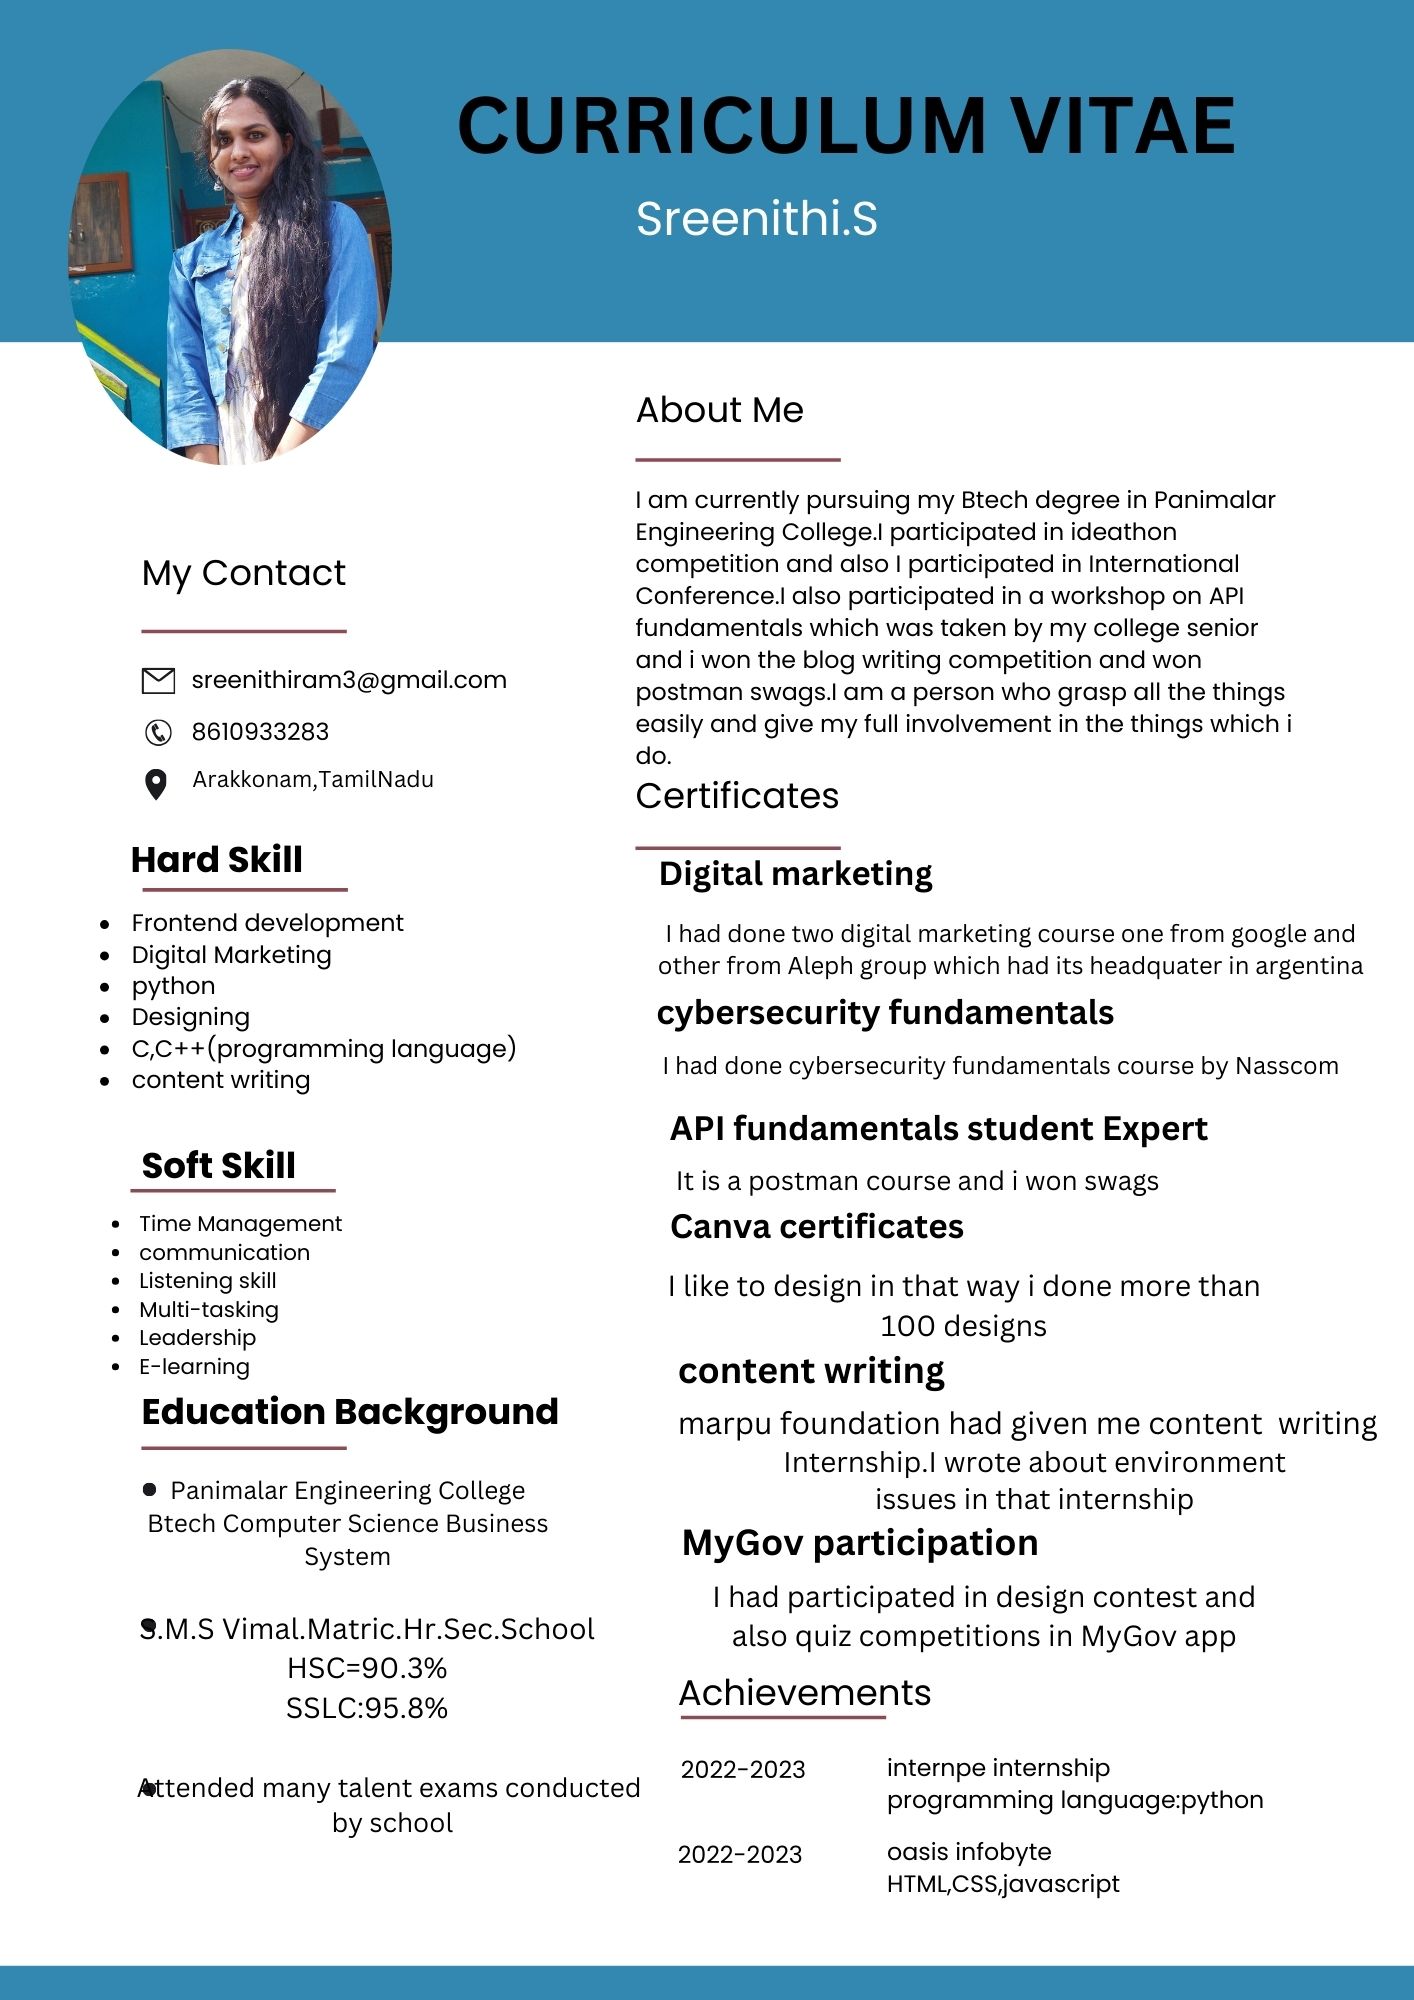 CURRICULUM VITAE
Sreenithi.S
My Contact
sreenithiram3@gmail.com
8610933283
Arakkonam,TamilNadu
Hard Skill
Frontend development
Digital Marketing
python
Designing
C,C++(programming language)
content writing
Soft Skill
Time Management
communication
Listening skill
Multi-tasking
Leadership
E-learning
Education Background
Panimalar Engineering College
Btech Computer Science Business
System
S.M.S Vimal.Matric.Hr.Sec.School
HSC=90.3%
SSLC:95.8%
Attended many talent exams conducted
by school
About Me
I am currently pursuing my Btech degree in Panimalar
Engineering College.I participated in ideathon
competition and also I participated in International
Conference.I also participated in a workshop on API
fundamentals which was taken by my college senior
and i won the blog writing competition and won
postman swags.I am a person who grasp all the things
easily and give my full involvement in the things which i
do.
Certificates
Digital marketing
I had done two digital marketing course one from google and
other from Aleph group which had its headquater in argentina
cybersecurity fundamentals
I had done cybersecurity fundamentals course by Nasscom
API fundamentals student Expert
It is a postman course and i won swags
Canva certificates
I like to design in that way i done more than
100 designs
content writing
marpu foundation had given me content  writing
Internship.I wrote about environment
issues in that internship
MyGov participation
I had participated in design contest and
also quiz competitions in MyGov app
Achievements
2022-2023
internpe internship
programming language:python
2022-2023
oasis infobyte
HTML,CSS,javascript